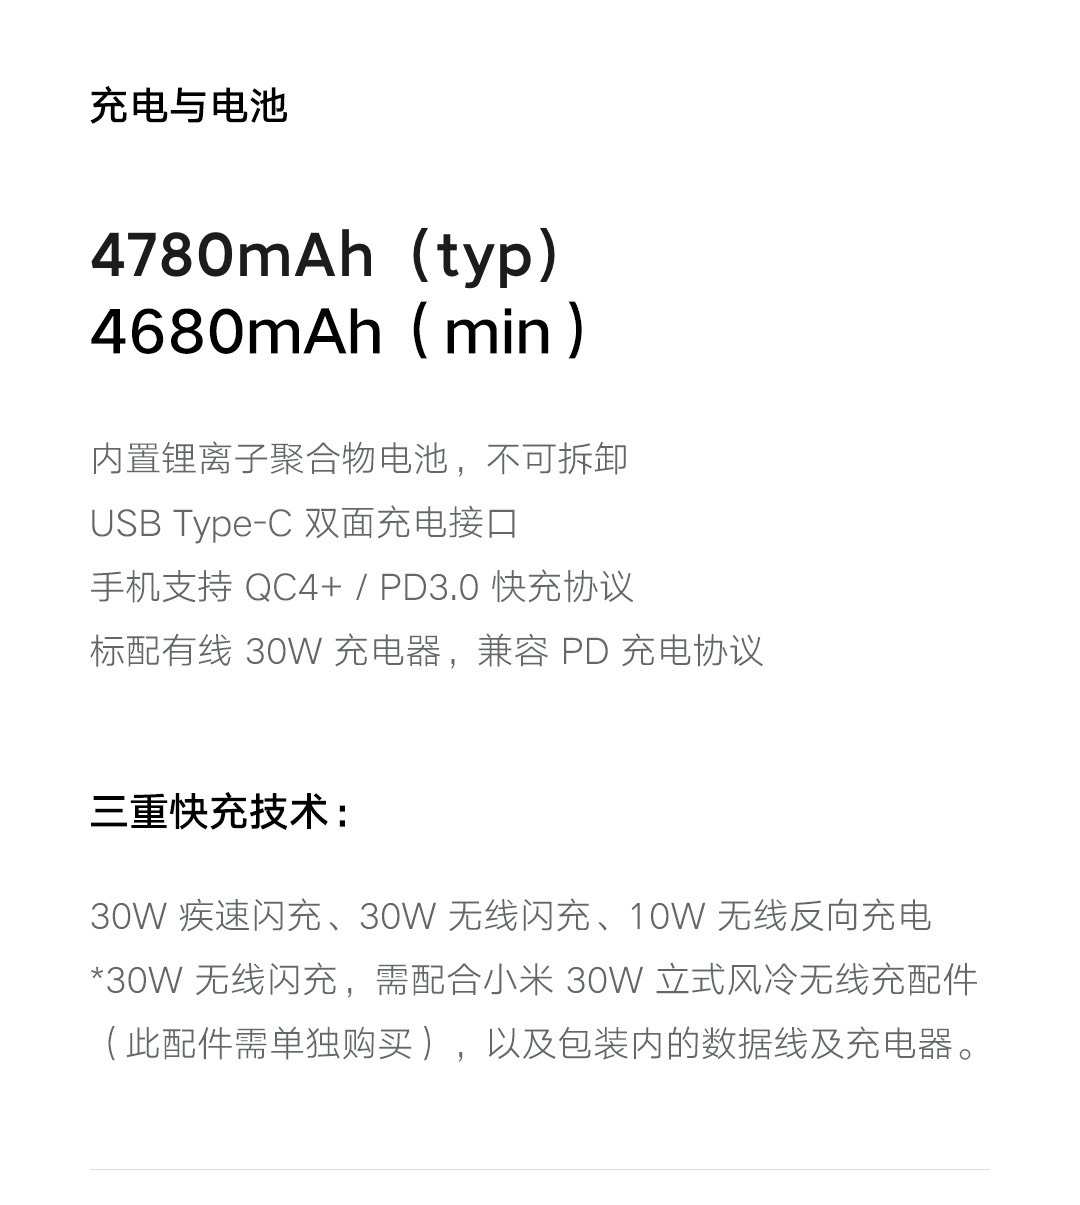 充电与电池
4780mAh（typ）
4680mAh（min）
内置锂离子聚合物电池，不可拆卸
USB Type-C 双面充电接口
手机支持 QC4+ / PD3.0 快充协议
标配有线 30W 充电器，兼容 PD 充电协议
三重快充技术：
30W 疾速闪充、30W 无线闪充、10W 无线反向充电
*30W 无线闪充，需配合小米 30W 立式风冷无线充配件
（此配件需单独购买），以及包装内的数据线及充电器。